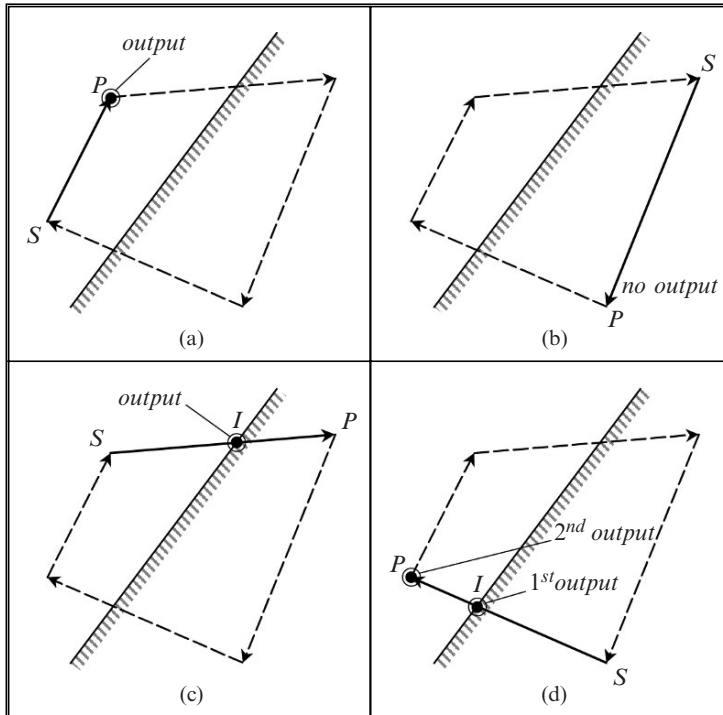 output
P
S
(a)
S
no output
P
(b)
output
I
P
S
(c)
2nd output
P
I
1st output
S
(d)